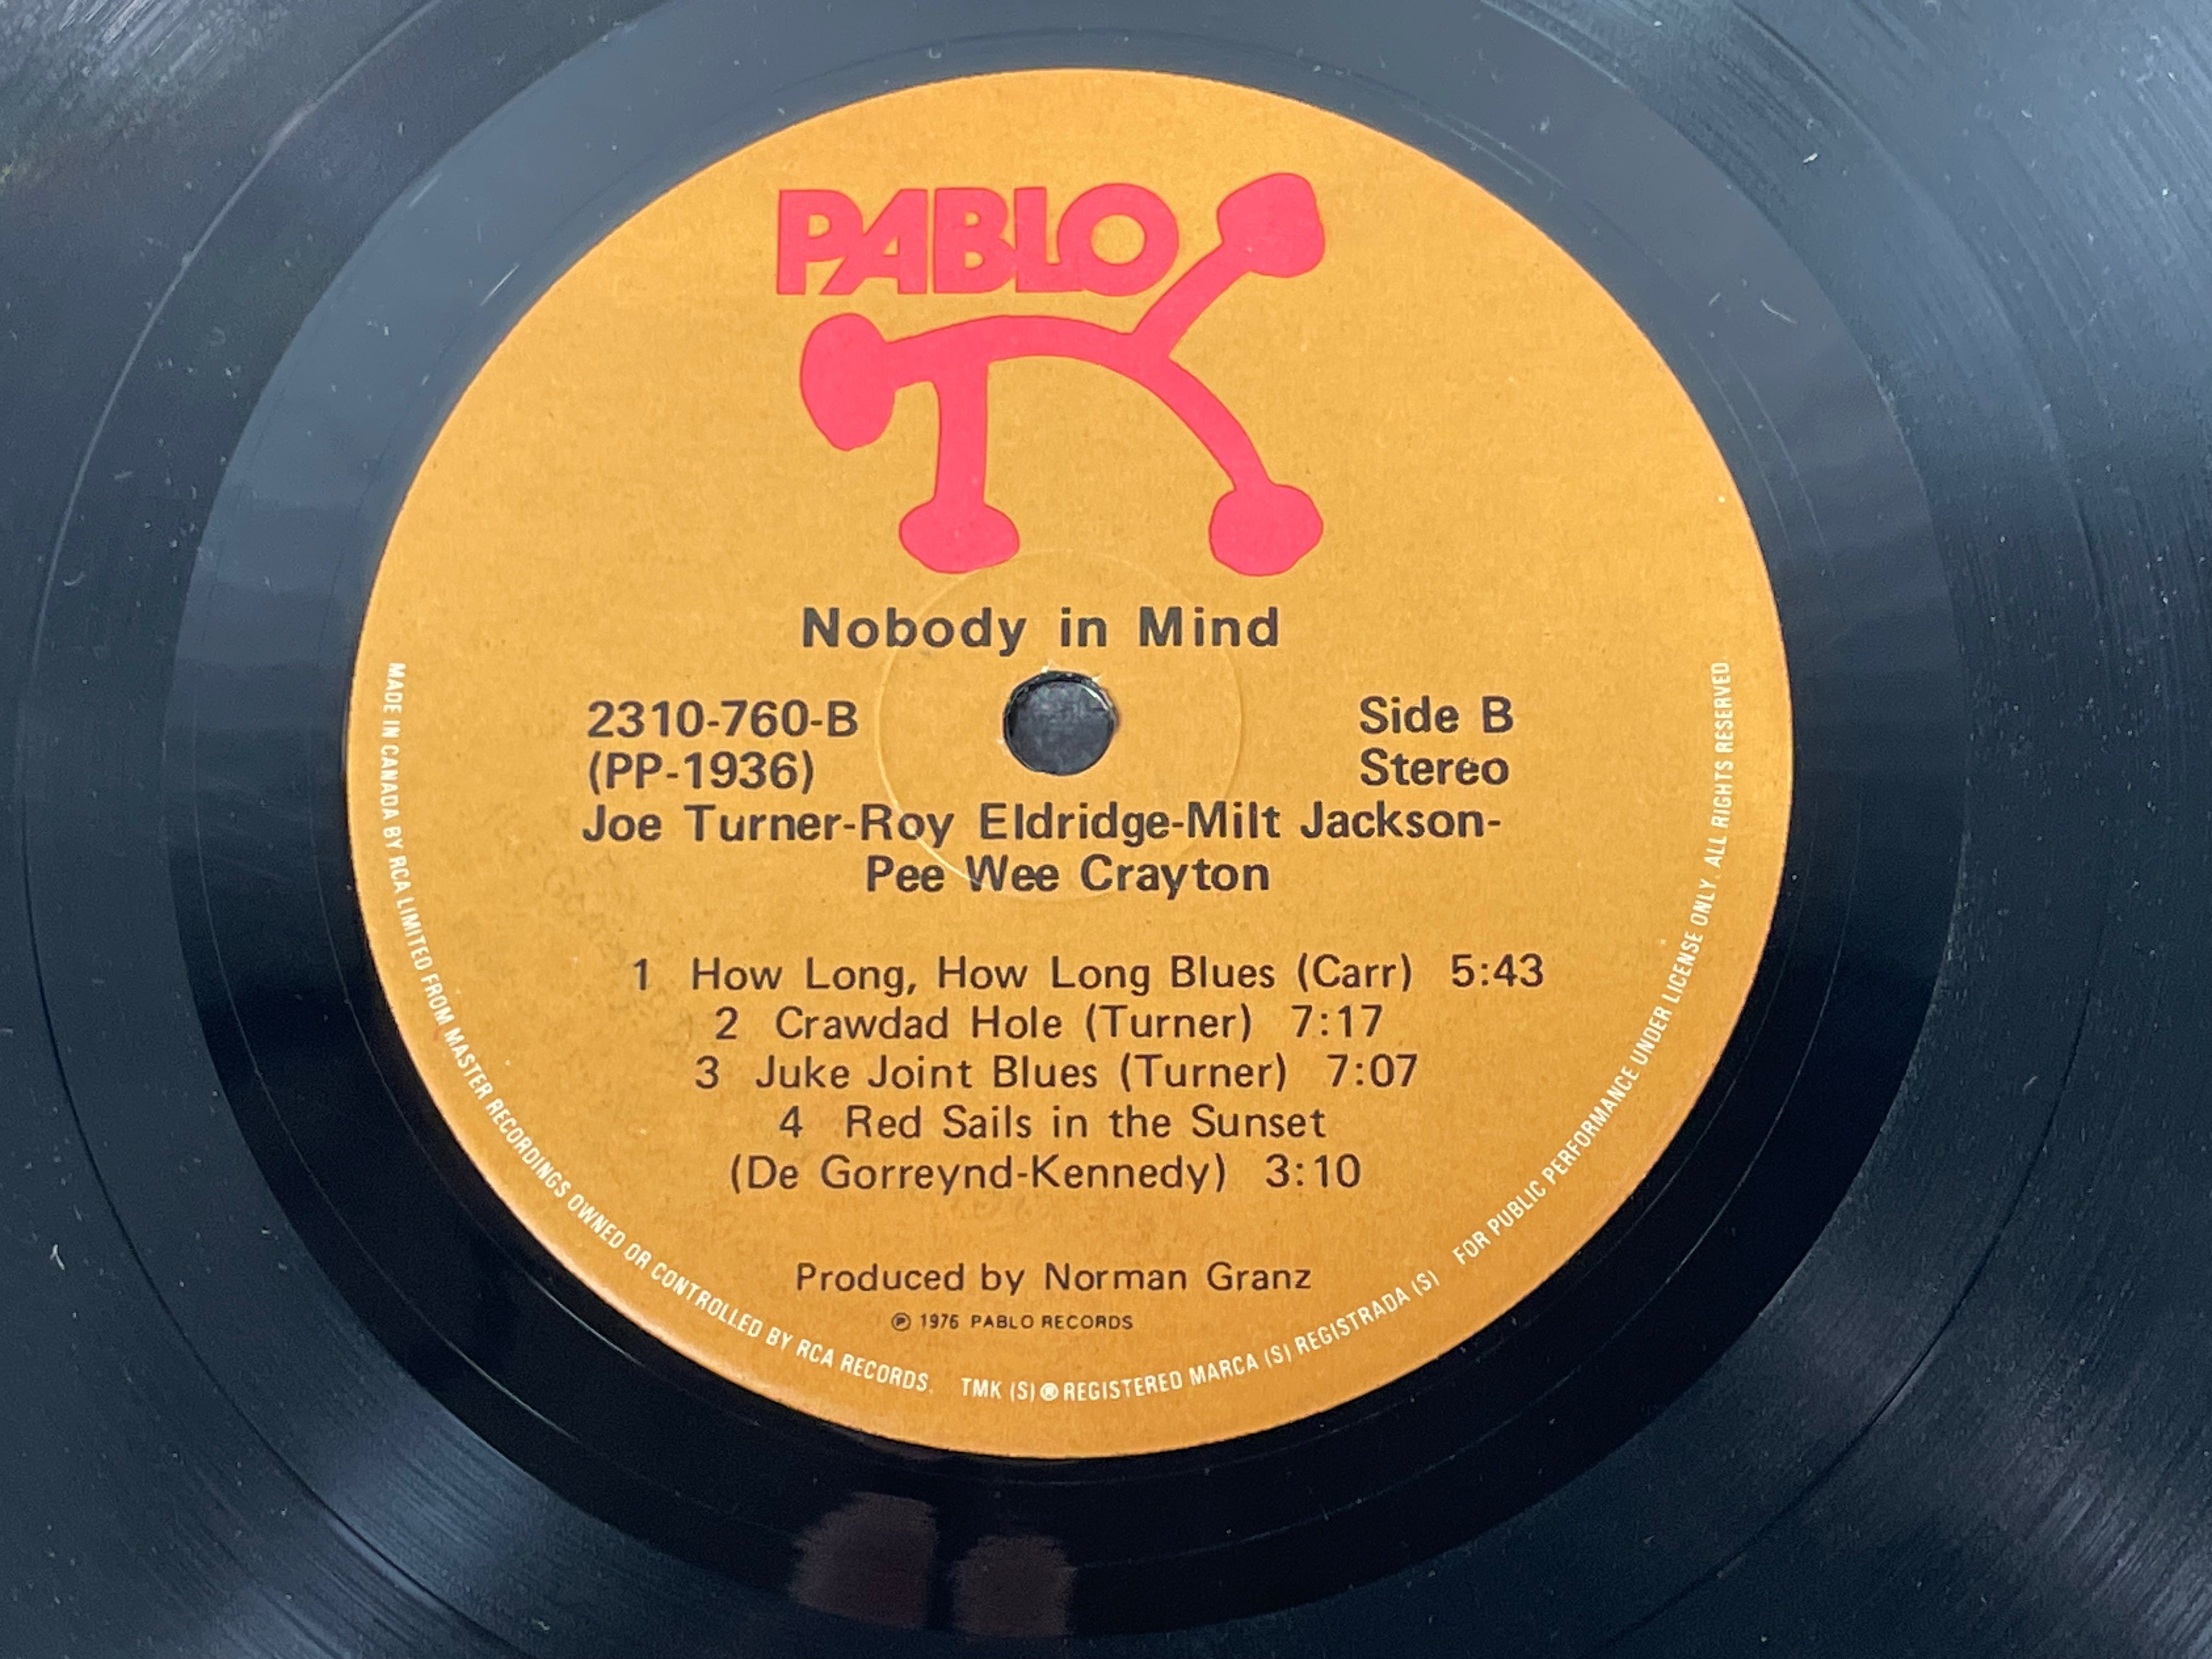 PABLO
Nobody in Mind
2310-760-B
(PP-1936)
Side B
Stereo
Joe Turner-Roy Eldridge-Milt Jackson-
Pee Wee Crayton
1 How Long, How Long Blues (Carr) 5:43
2 Crawdad Hole (Turner) 7:17
3 Juke Joint Blues (Turner) 7:07
4 Red Sails in the Sunset
(De Gorreynd-Kennedy) 3:10
Produced by Norman Granz
℗ 1976 PABLO RECORDS
MADE IN CANADA BY RCA LIMITED FROM MASTER RECORDINGS OWNED OR CONTROLLED BY RCA RECORDS. TMK (S) ® REGISTERED MARCA (S) REGISTRADA (S) FOR PUBLIC PERFORMANCE UNDER LICENSE ONLY. ALL RIGHTS RESERVED